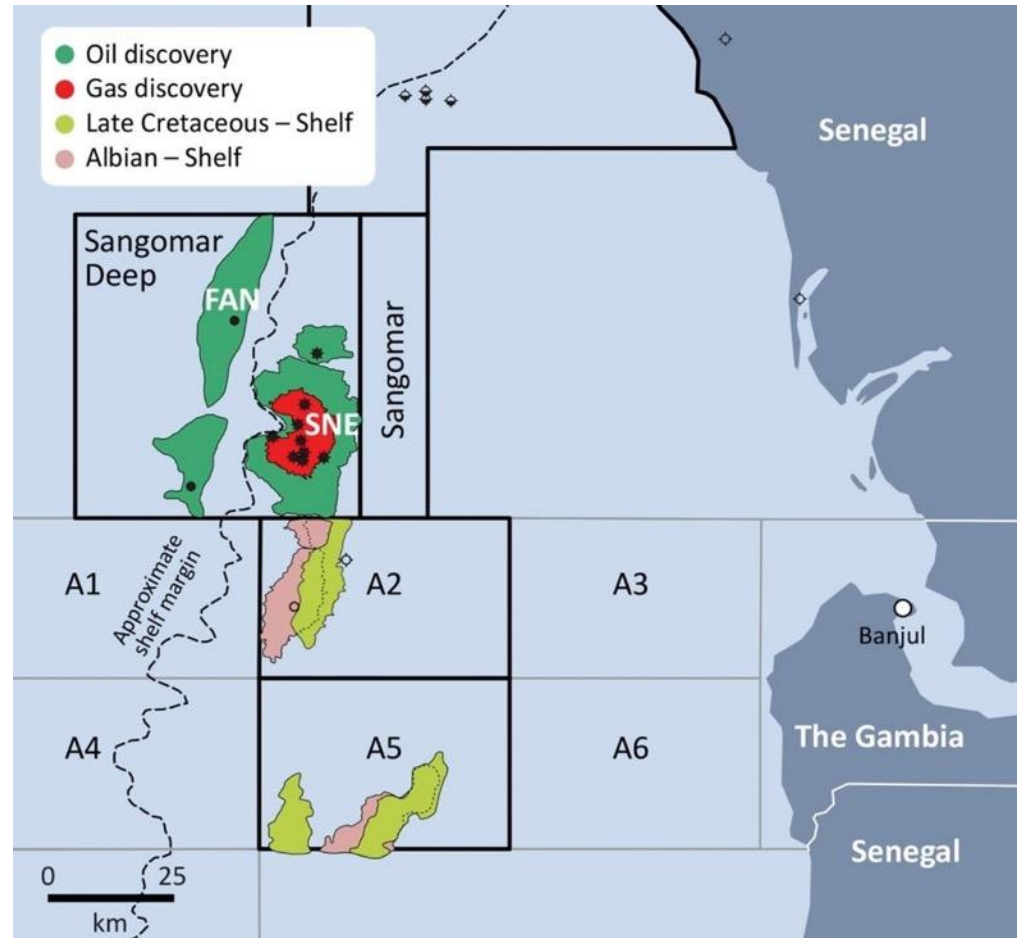 Oil discovery
Gas discovery
Late Cretaceous – Shelf
Albian – Shelf
Senegal
Sangomar
Deep
FAN
SNE
Sangomar
A1
Approximate
shelf margin
A2
A3
Banjul
A4
A5
A6
The Gambia
Senegal
0 25
km